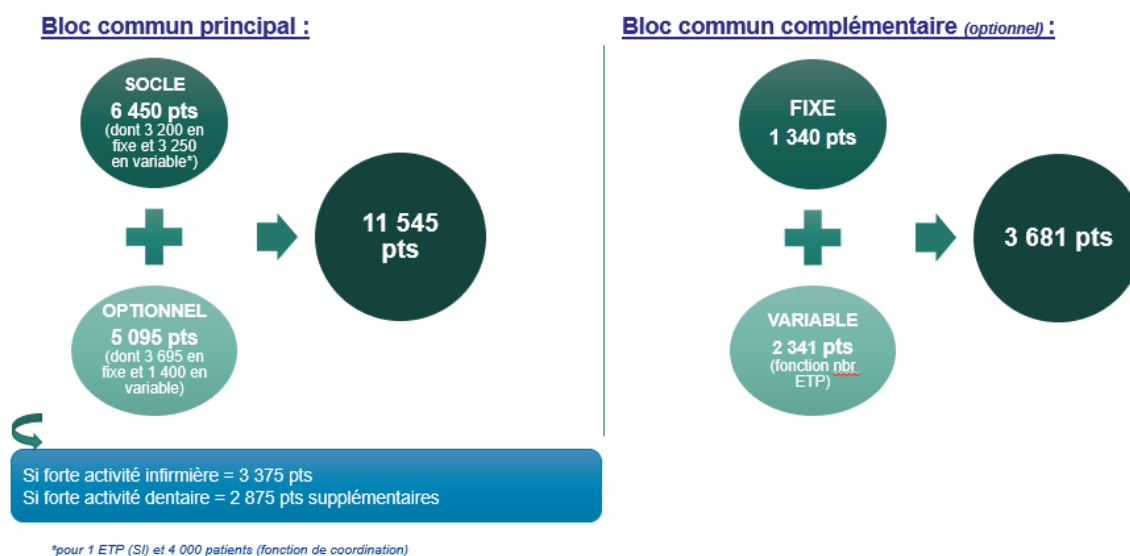 Bloc commun principal :
SOCLE
6 450 pts
(dont 3 200 en
fixe et 3 250
en variable*)
11 545
pts
OPTIONNEL
5 095 pts
(dont 3 695 en
fixe et 1 400 en
variable)
Si forte activité infirmière = 3 375 pts
Si forte activité dentaire = 2 875 pts supplémentaires
*pour 1 ETP (SI) et 4 000 patients (fonction de coordination)
Bloc commun complémentaire (optionnel) :
FIXE
1 340 pts
3 681 pts
VARIABLE
2 341 pts
(fonction nbr
ETP)